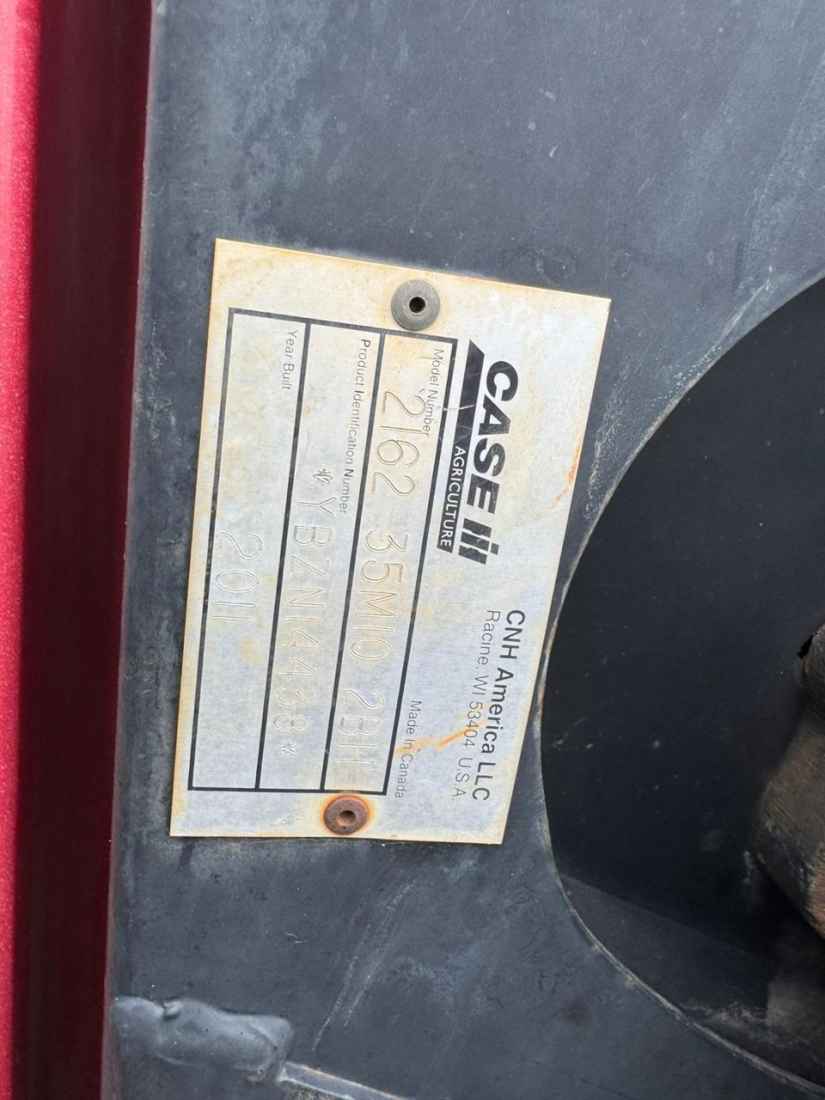 CASE IH
AGRICULTURE
CNH America LLC
Racine, WI 53404 U.S.A.
Model Number
Made in Canada
2162 35M10 29H
Product Identification Number
*YBZN14438*
Year Built
2011